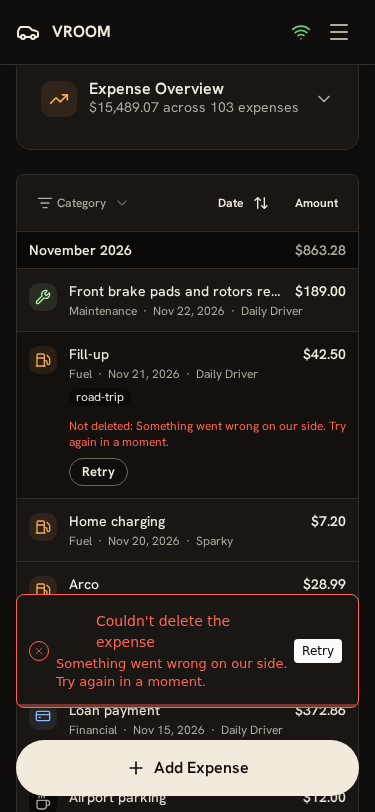 VROOM
Expense Overview
$15,489.07 across 103 expenses
Category Date Amount
November 2026 $863.28
Front brake pads and rotors re... $189.00
Maintenance · Nov 22, 2026 · Daily Driver
Fill-up $42.50
Fuel · Nov 21, 2026 · Daily Driver
road-trip
Not deleted: Something went wrong on our side. Try
again in a moment.
Retry
Home charging $7.20
Fuel · Nov 20, 2026 · Sparky
Arco $28.99
Couldn't delete the
expense
Something went wrong on our side.
Try again in a moment.
Retry
Loan payment $372.86
Financial · Nov 15, 2026 · Daily Driver
Add Expense
Airport parking $12.00